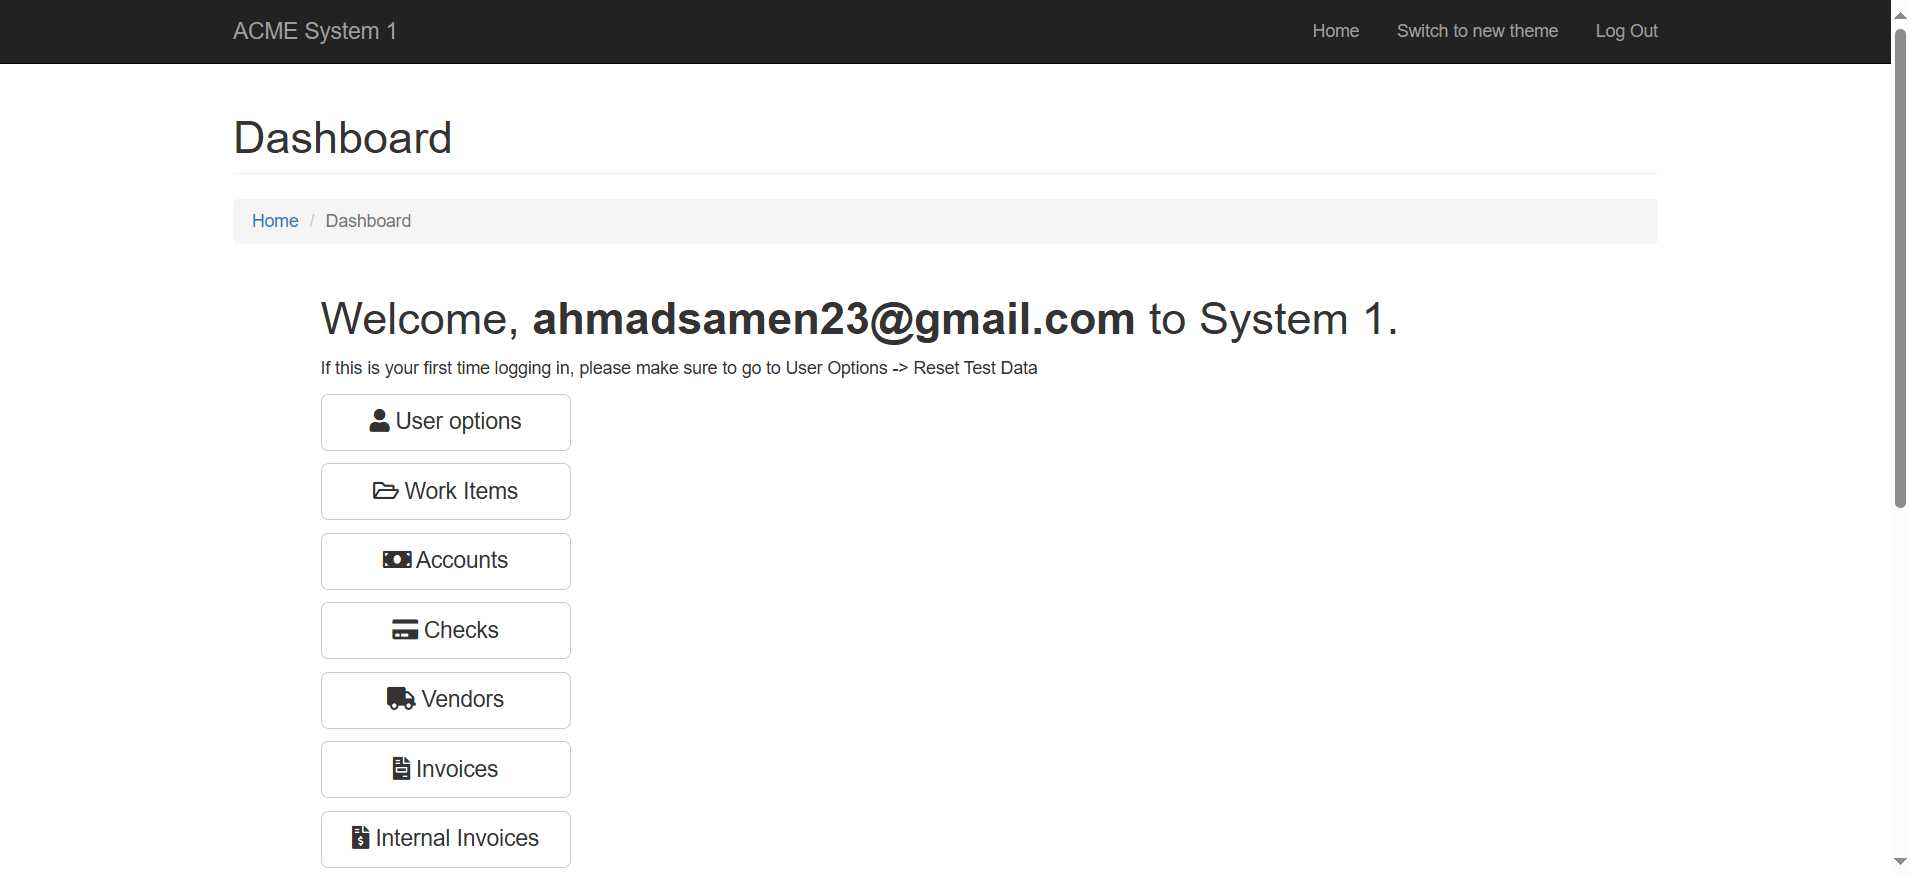 ACME System 1
Home
Switch to new theme
Log Out
Dashboard
Home / Dashboard
Welcome, ahmadsamen23@gmail.com to System 1.
If this is your first time logging in, please make sure to go to User Options -> Reset Test Data
User options
Work Items
Accounts
Checks
Vendors
Invoices
Internal Invoices